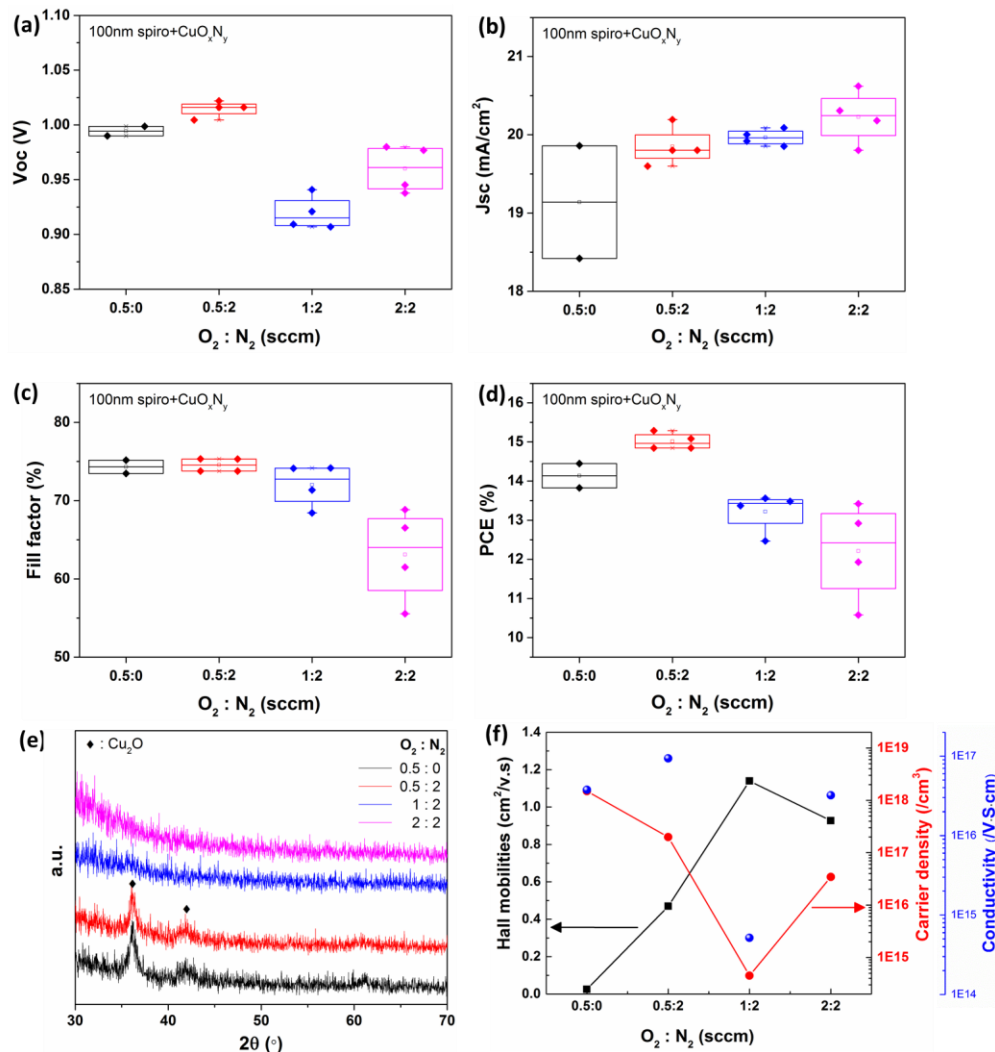 (a)
100nm spiro+CuOxNy
Voc (V)
1.10
1.05
1.00
0.95
0.90
0.85
0.5:0
0.5:2
1:2
2:2
O2 : N2 (sccm)
(b)
100nm spiro+CuOxNy
Jsc (mA/cm²)
21
20
19
18
0.5:0
0.5:2
1:2
2:2
O2 : N2 (sccm)
(c)
100nm spiro+CuOxNy
Fill factor (%)
80
70
60
50
0.5:0
0.5:2
1:2
2:2
O2 : N2 (sccm)
(d)
100nm spiro+CuOxNy
PCE (%)
16
15
14
13
12
11
10
0.5:0
0.5:2
1:2
2:2
O2 : N2 (sccm)
(e)
♦ : Cu2O
O2 : N2
0.5 : 0
0.5 : 2
1 : 2
2 : 2
a.u.
30
40
50
60
70
2θ (°)
(f)
Hall mobilities (cm²/v.s)
1.4
1.2
1.0
0.8
0.6
0.4
0.2
0.0
0.5:0
0.5:2
1:2
2:2
O2 : N2 (sccm)
1E19
1E18
1E17
1E16
1E15
Carrier density (/cm³)
1E17
1E16
1E15
1E14
Conductivity (/V.S.cm)